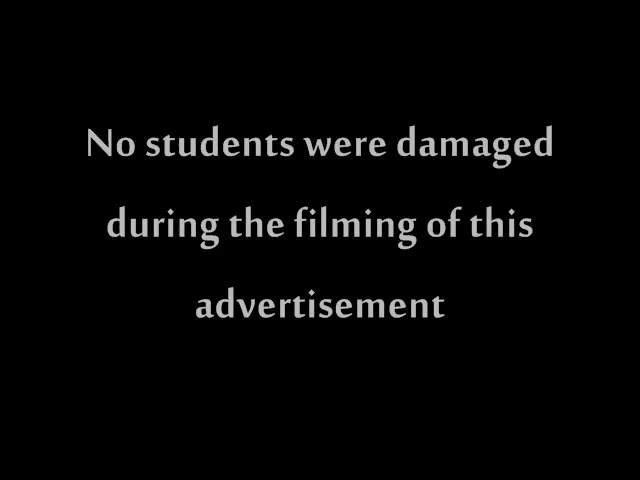 No students were damaged
during the filming of this
advertisement